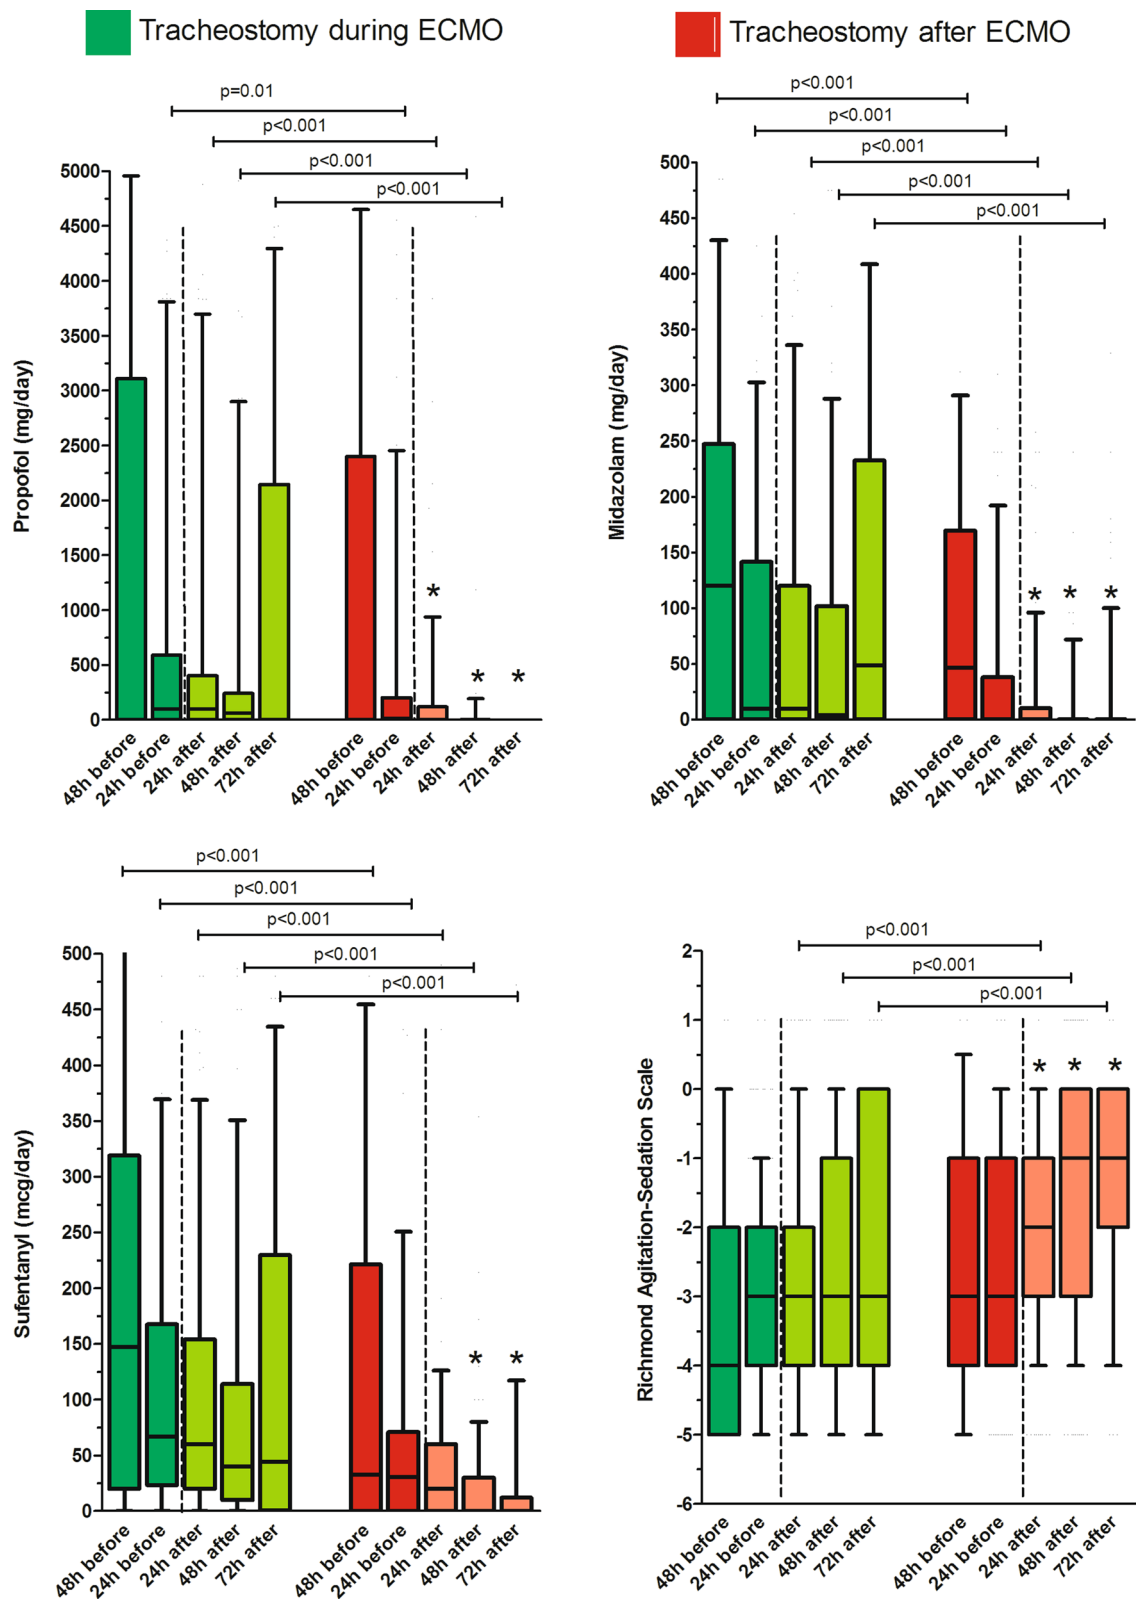 Tracheostomy during ECMO
Tracheostomy after ECMO
p=0.01
p<0.001
p<0.001
p<0.001
Propofol (mg/day)
5000
4500
4000
3500
3000
2500
2000
1500
1000
500
0
*
*
*
48h before
24h before
24h after
48h after
72h after
48h before
24h before
24h after
48h after
72h after
p<0.001
p<0.001
p<0.001
p<0.001
p<0.001
Midazolam (mg/day)
500
450
400
350
300
250
200
150
100
50
0
*
*
*
48h before
24h before
24h after
48h after
72h after
48h before
24h before
24h after
48h after
72h after
p<0.001
p<0.001
p<0.001
p<0.001
p<0.001
Sufentanyl (mcg/day)
500
450
400
350
300
250
200
150
100
50
0
*
*
48h before
24h before
24h after
48h after
72h after
48h before
24h before
24h after
48h after
72h after
p<0.001
p<0.001
p<0.001
Richmond Agitation-Sedation Scale
2
1
0
-1
-2
-3
-4
-5
-6
*
*
*
48h before
24h before
24h after
48h after
72h after
48h before
24h before
24h after
48h after
72h after